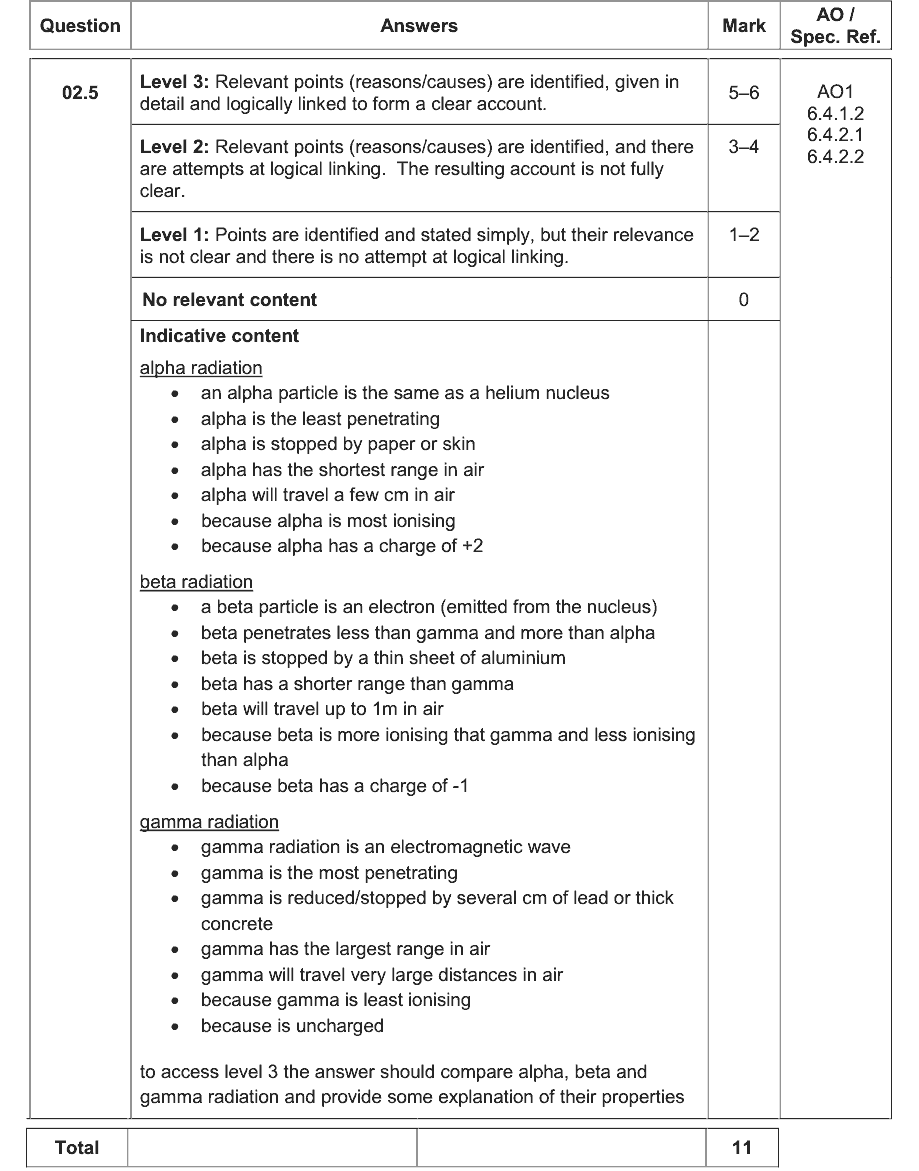 Question Answers Mark AO /
Spec. Ref.
02.5 Level 3: Relevant points (reasons/causes) are identified, given in
detail and logically linked to form a clear account.
5–6 AO1
6.4.1.2
6.4.2.1
6.4.2.2
Level 2: Relevant points (reasons/causes) are identified, and there
are attempts at logical linking. The resulting account is not fully
clear.
3–4
Level 1: Points are identified and stated simply, but their relevance
is not clear and there is no attempt at logical linking.
1–2
No relevant content 0
Indicative content
alpha radiation
• an alpha particle is the same as a helium nucleus
• alpha is the least penetrating
• alpha is stopped by paper or skin
• alpha has the shortest range in air
• alpha will travel a few cm in air
• because alpha is most ionising
• because alpha has a charge of +2
beta radiation
• a beta particle is an electron (emitted from the nucleus)
• beta penetrates less than gamma and more than alpha
• beta is stopped by a thin sheet of aluminium
• beta has a shorter range than gamma
• beta will travel up to 1m in air
• because beta is more ionising that gamma and less ionising
than alpha
• because beta has a charge of -1
gamma radiation
• gamma radiation is an electromagnetic wave
• gamma is the most penetrating
• gamma is reduced/stopped by several cm of lead or thick
concrete
• gamma has the largest range in air
• gamma will travel very large distances in air
• because gamma is least ionising
• because is uncharged
to access level 3 the answer should compare alpha, beta and
gamma radiation and provide some explanation of their properties
Total 11